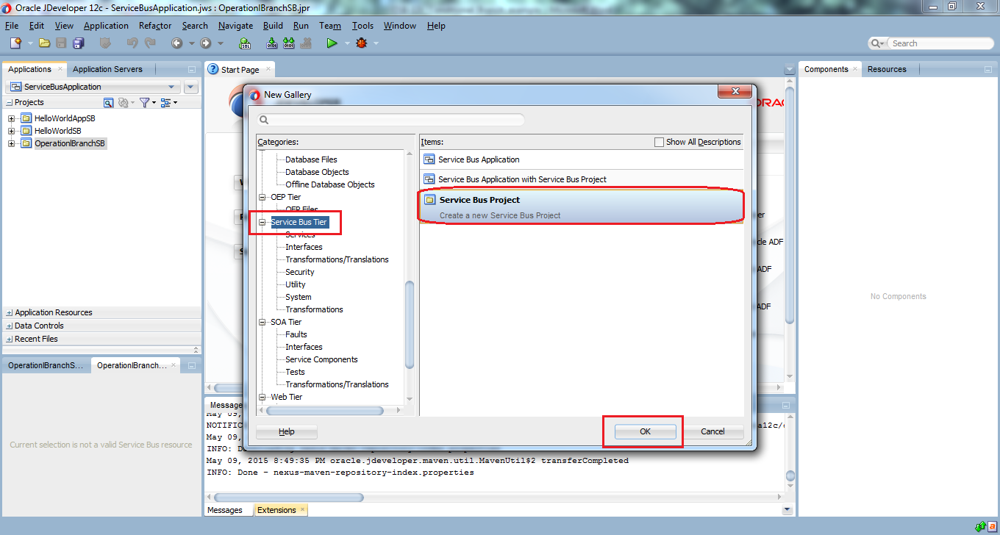 Oracle JDeveloper 12c - ServiceBusApplication.jws : OperationlBranchSB.jpr
File Edit View Application Refactor Search Navigate Build Run Team Tools Window Help
Search
Applications
Application Servers
Start Page
Components
Resources
ServiceBusApplication
Projects
HelloWorldAppSB
HelloWorldSB
OperationlBranchSB
Application Resources
Data Controls
Recent Files
OperationlBranchS...
OperationlBranch...
Current selection is not a valid Service Bus resource
New Gallery
Categories:
Database Files
Database Objects
Offline Database Objects
OEP Tier
OEP Files
Service Bus Tier
Services
Interfaces
Transformations/Translations
Security
Utility
System
Transformations
SOA Tier
Faults
Interfaces
Service Components
Tests
Transformations/Translations
Web Tier
Items:
Show All Descriptions
Service Bus Application
Service Bus Application with Service Bus Project
Service Bus Project
Create a new Service Bus Project
Help
OK
Cancel
ADF
ADF
No Components
Messages
May 09,
NOTIFIC
May 09,
INFO: D
May 09, 2015 8:49:35 PM oracle.jdeveloper.maven.util.MavenUtil$2 transferCompleted
INFO: Done - nexus-maven-repository-index.properties
Messages
Extensions